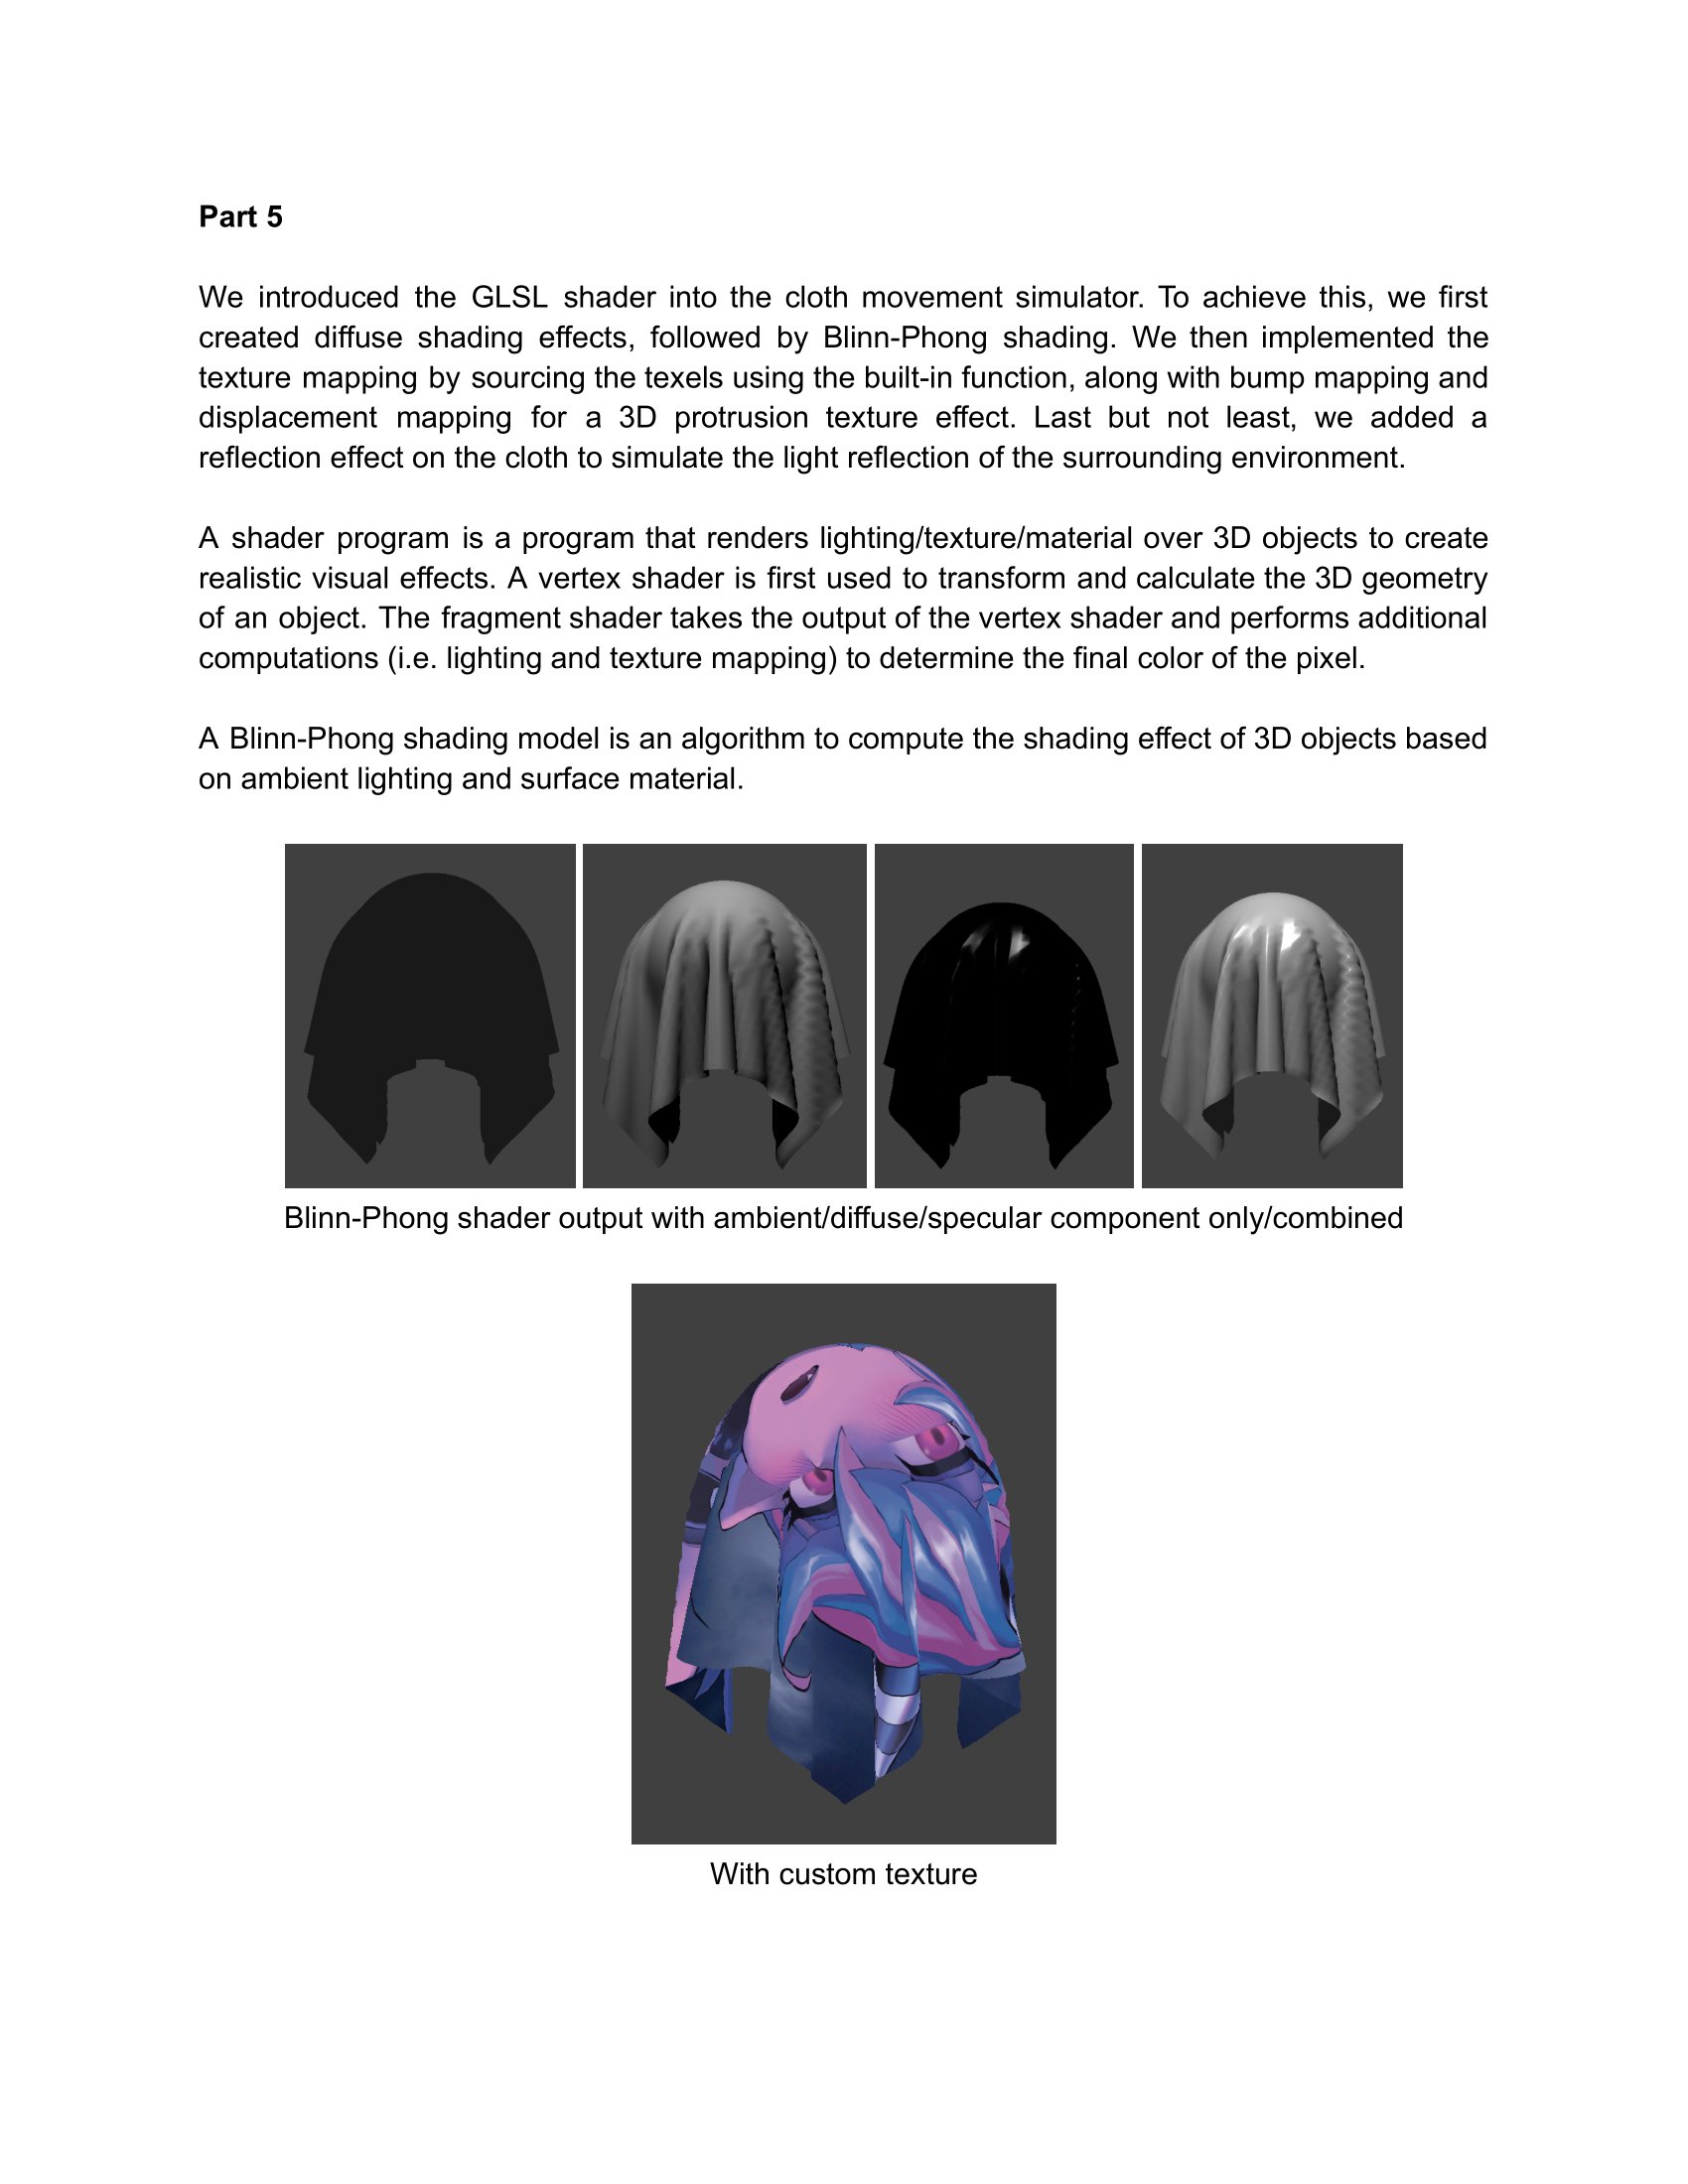 Part 5
We introduced the GLSL shader into the cloth movement simulator. To achieve this, we first
created diffuse shading effects, followed by Blinn-Phong shading. We then implemented the
texture mapping by sourcing the texels using the built-in function, along with bump mapping and
displacement mapping for a 3D protrusion texture effect. Last but not least, we added a
reflection effect on the cloth to simulate the light reflection of the surrounding environment.
A shader program is a program that renders lighting/texture/material over 3D objects to create
realistic visual effects. A vertex shader is first used to transform and calculate the 3D geometry
of an object. The fragment shader takes the output of the vertex shader and performs additional
computations (i.e. lighting and texture mapping) to determine the final color of the pixel.
A Blinn-Phong shading model is an algorithm to compute the shading effect of 3D objects based
on ambient lighting and surface material.
Blinn-Phong shader output with ambient/diffuse/specular component only/combined
With custom texture